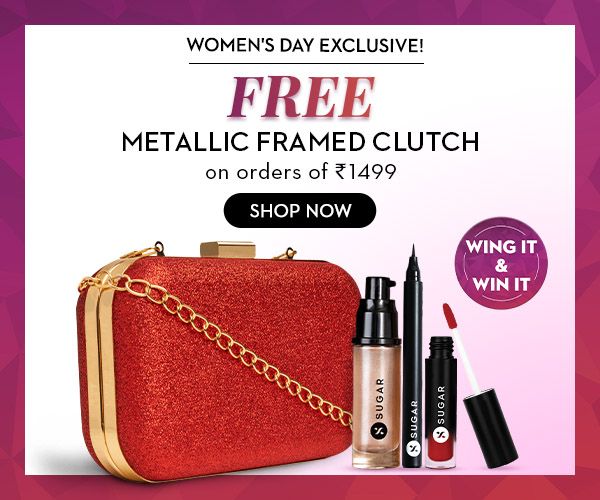 WOMEN'S DAY EXCLUSIVE!
FREE
METALLIC FRAMED CLUTCH
on orders of ₹1499
SHOP NOW
WING IT
&
WIN IT
SUGAR
SUGAR
SUGAR